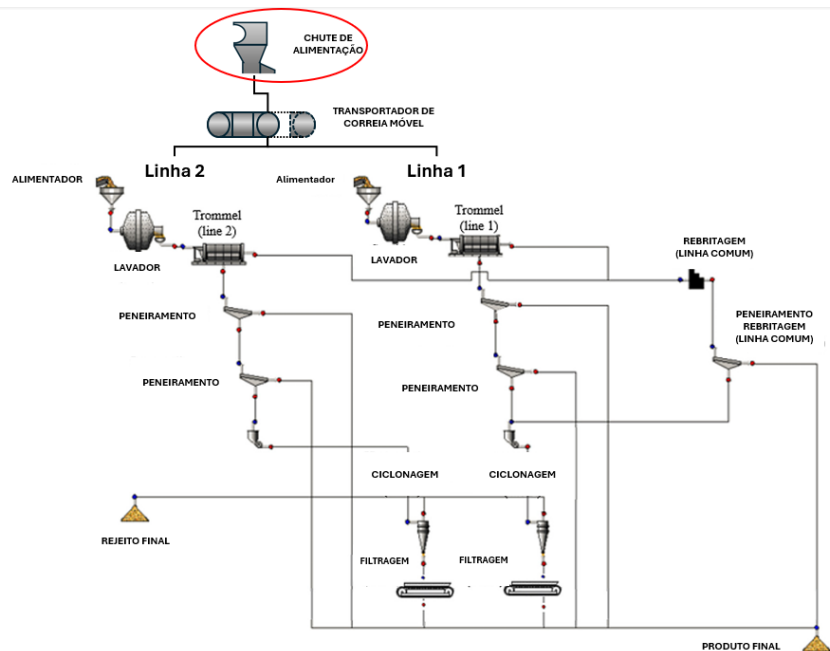 CHUTE DE
ALIMENTAÇÃO
TRANSPORTADOR DE
CORREIA MÓVEL
Linha 2
Linha 1
ALIMENTADOR
Alimentador
Trommel
(line 2)
Trommel
(line 1)
LAVADOR
LAVADOR
REBRITAGEM
(LINHA COMUM)
PENEIRAMENTO
PENEIRAMENTO
PENEIRAMENTO
REBRITAGEM
(LINHA COMUM)
PENEIRAMENTO
PENEIRAMENTO
CICLONAGEM
CICLONAGEM
REJEITO FINAL
FILTRAGEM
FILTRAGEM
PRODUTO FINAL